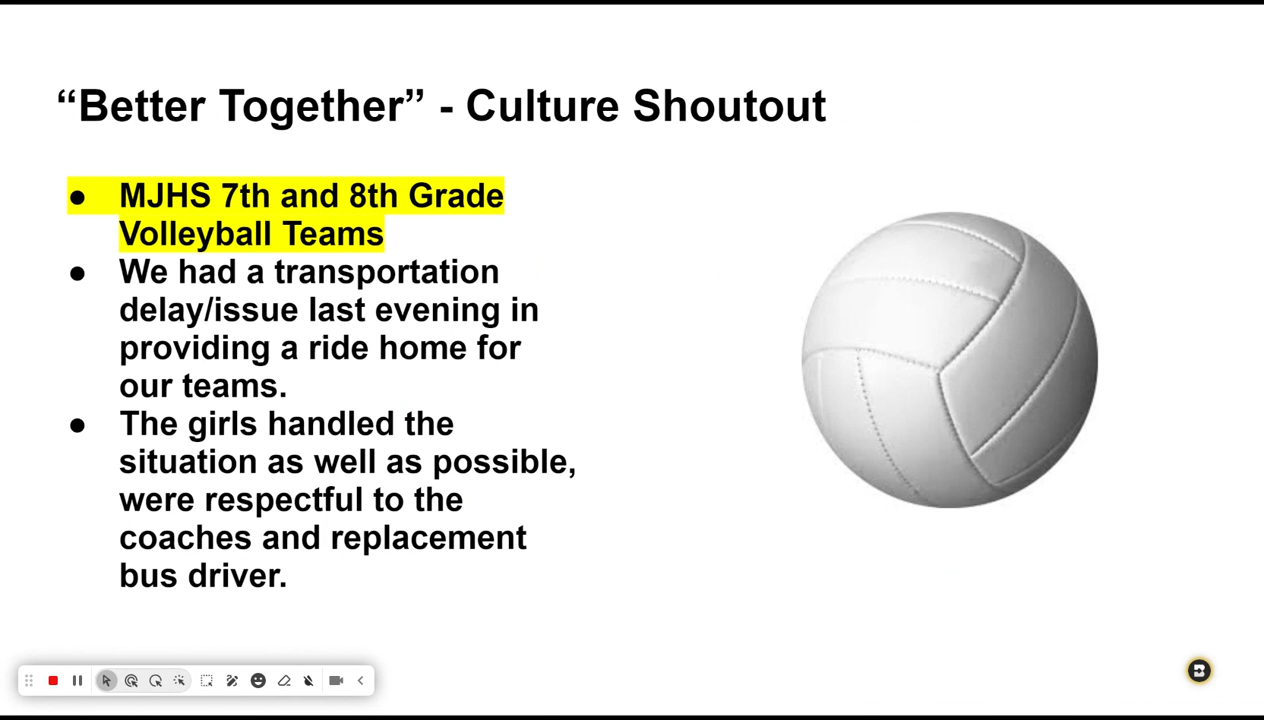 “Better Together” - Culture Shoutout
● MJHS 7th and 8th Grade
Volleyball Teams
● We had a transportation
delay/issue last evening in
providing a ride home for
our teams.
● The girls handled the
situation as well as possible,
were respectful to the
coaches and replacement
bus driver.